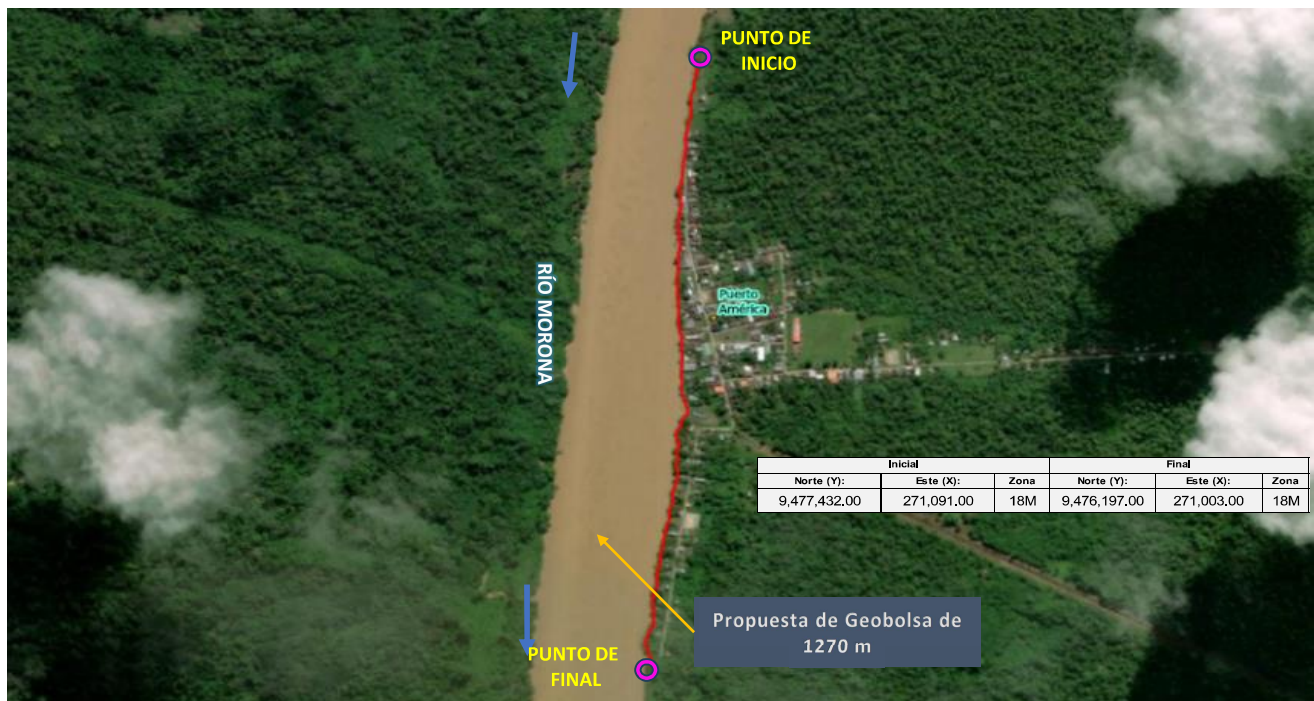 PUNTO DE
INICIO
RÍO MORONA
Puerto
América
Inicial Final
Norte (Y): Este (X): Zona Norte (Y): Este (X): Zona
9,477,432.00 271,091.00 18M 9,476,197.00 271,003.00 18M
Propuesta de Geobolsa de
1270 m
PUNTO DE
FINAL